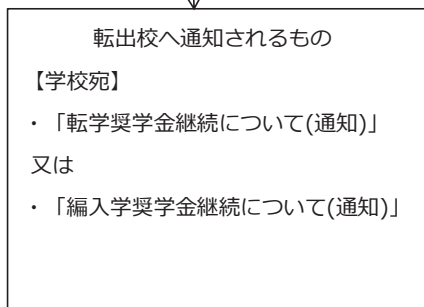 転出校へ通知されるもの
【学校宛】
・「転学奨学金継続について(通知)」
又は
・「編入学奨学金継続について(通知)」